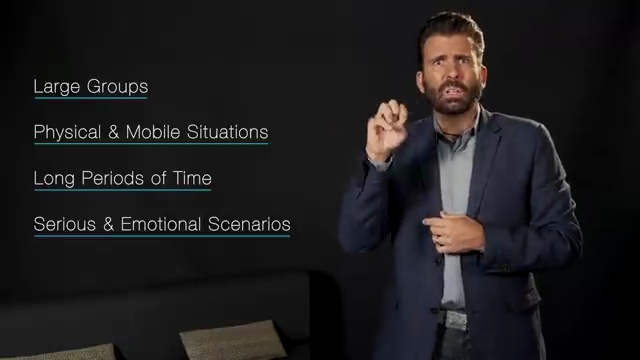 Large Groups
Physical & Mobile Situations
Long Periods of Time
Serious & Emotional Scenarios